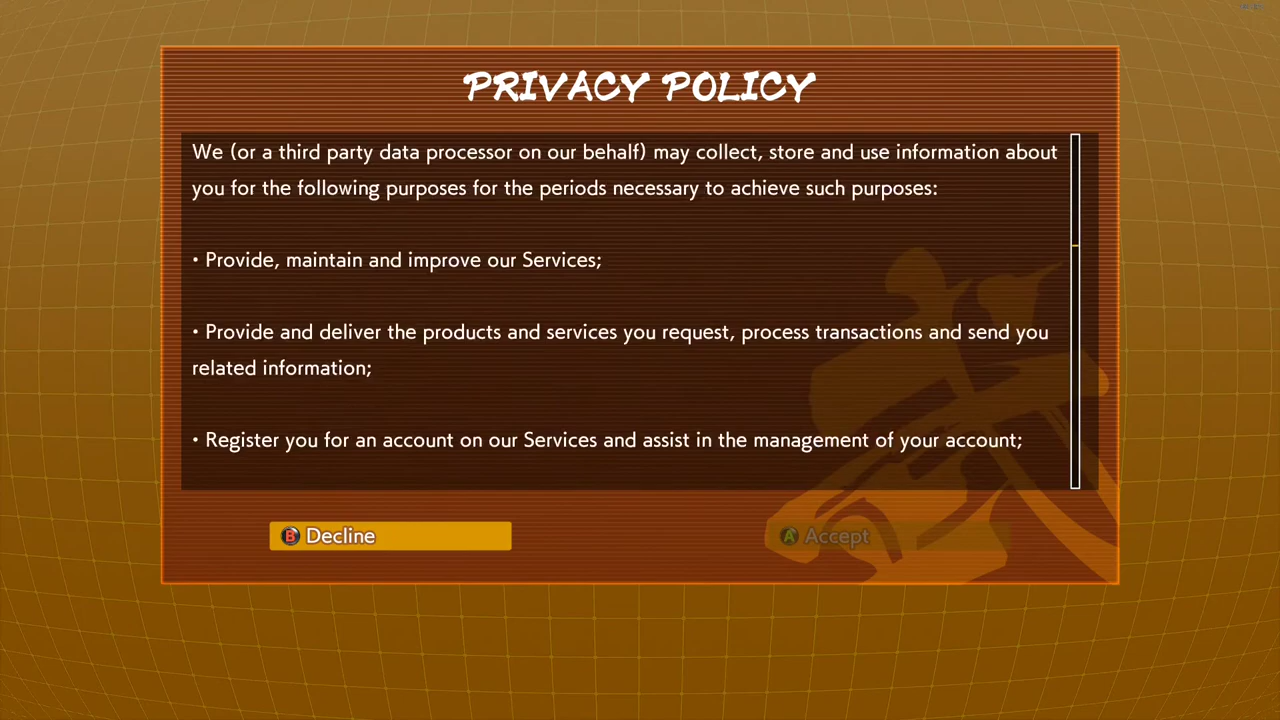 PRIVACY POLICY
We (or a third party data processor on our behalf) may collect, store and use information about
you for the following purposes for the periods necessary to achieve such purposes:
• Provide, maintain and improve our Services;
• Provide and deliver the products and services you request, process transactions and send you
related information;
• Register you for an account on our Services and assist in the management of your account;
B Decline
A Accept